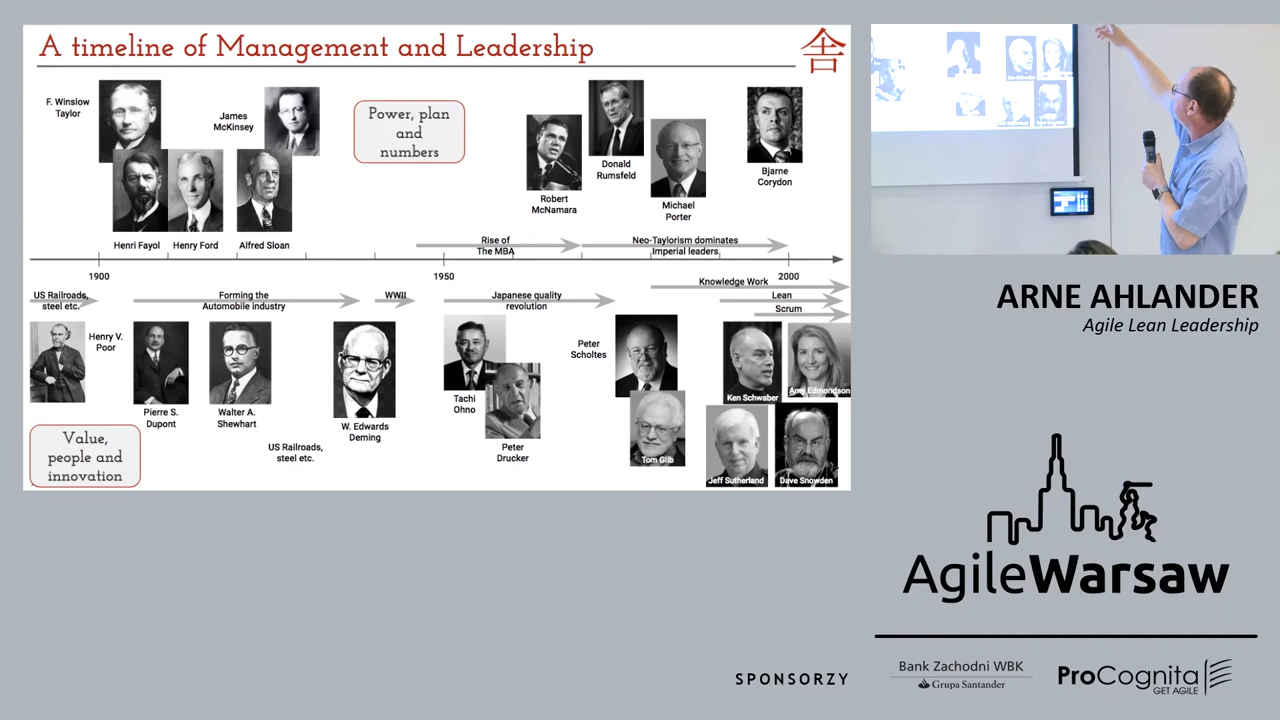 A timeline of Management and Leadership
舍
F. Winslow
Taylor
James
McKinsey
Power, plan
and
numbers
Henri Fayol
Henry Ford
Alfred Sloan
Robert
McNamara
Donald
Rumsfeld
Michael
Porter
Bjarne
Corydon
Rise of
The MBA
Neo-Taylorism dominates
Imperial leaders
1900
1950
2000
US Railroads,
steel etc.
Forming the
Automobile industry
WWII
Japanese quality
revolution
Knowledge Work
Lean
Scrum
Henry V.
Poor
Pierre S.
Dupont
Walter A.
Shewhart
US Railroads,
steel etc.
W. Edwards
Deming
Tachi
Ohno
Peter
Drucker
Peter
Scholtes
Tom Gilb
Ken Schwaber
Amy Edmondson
Jeff Sutherland
Dave Snowden
Value,
people and
innovation
ARNE AHLANDER
Agile Lean Leadership
AgileWarsaw
SPONSORZY
Bank Zachodni WBK
Grupa Santander
ProCognita
GET AGILE